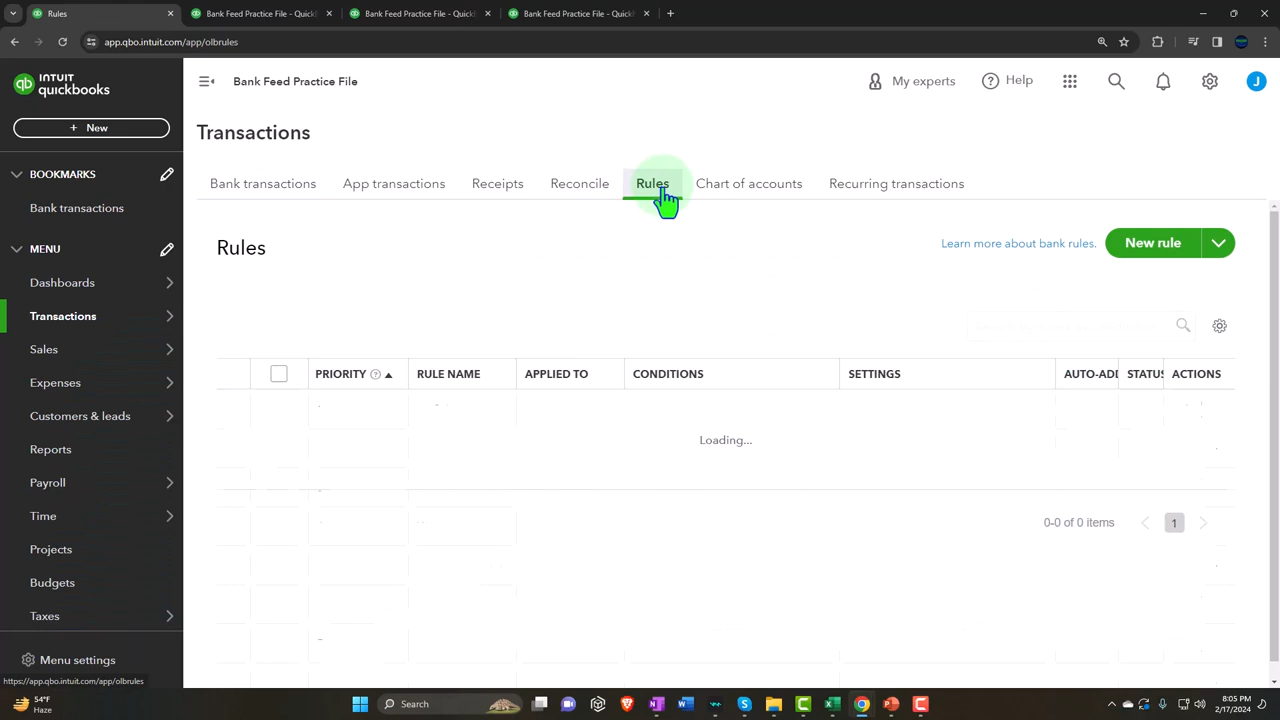 Rules
Bank Feed Practice File - QuickB
Bank Feed Practice File - QuickB
Bank Feed Practice File - QuickB
app.qbo.intuit.com/app/olbrules
INTUIT
quickbooks
Bank Feed Practice File
My experts
Help
J
+ New
Transactions
BOOKMARKS
Bank transactions
MENU
Dashboards
Transactions
Sales
Expenses
Customers & leads
Reports
Payroll
Time
Projects
Budgets
Taxes
Menu settings
Bank transactions
App transactions
Receipts
Reconcile
Rules
Chart of accounts
Recurring transactions
Rules
Learn more about bank rules.
New rule
PRIORITY
RULE NAME
APPLIED TO
CONDITIONS
SETTINGS
AUTO-ADD
STATUS
ACTIONS
Loading...
0-0 of 0 items
1
https://app.qbo.intuit.com/app/olbrules
54°F
Haze
Search
8:05 PM
2/17/2024